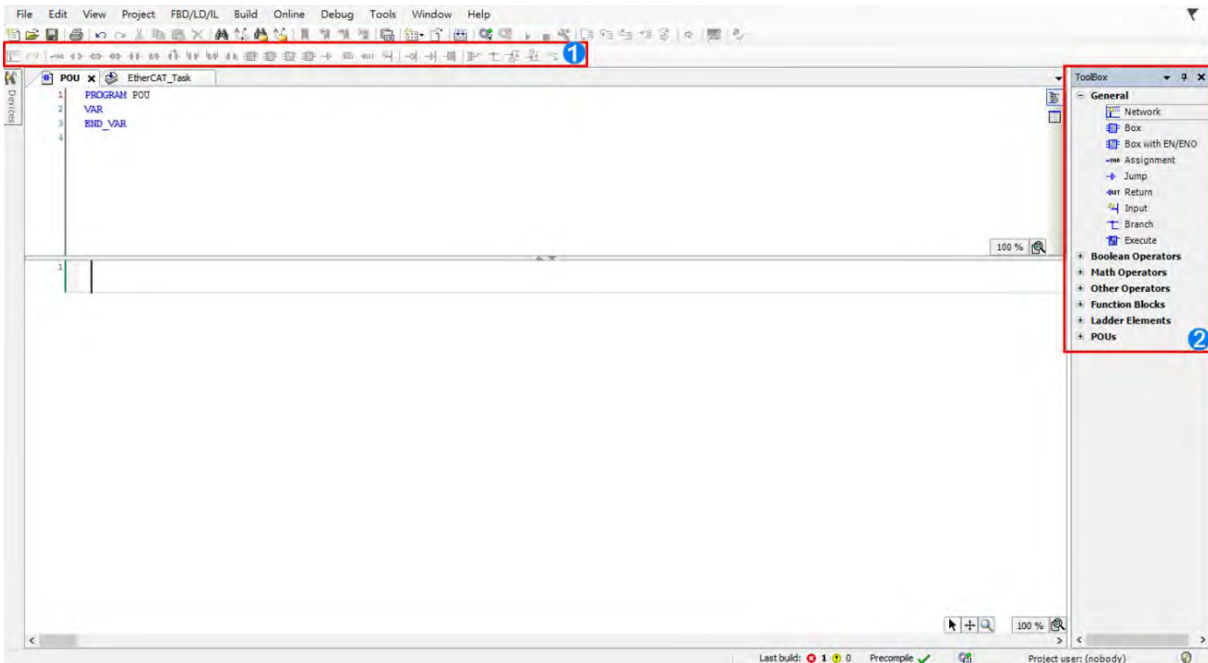 File Edit View Project FBD/LD/IL Build Online Debug Tools Window Help
1
Devices
POU x EtherCAT_Task
1 PROGRAM POU
2 VAR
3 END_VAR
4
100 %
1
100 %
ToolBox
General
Network
Box
Box with EN/ENO
Assignment
Jump
Return
Input
Branch
Execute
Boolean Operators
Math Operators
Other Operators
Function Blocks
Ladder Elements
POUs
2
Last build: 1 0 Precompile Project user: (nobody)